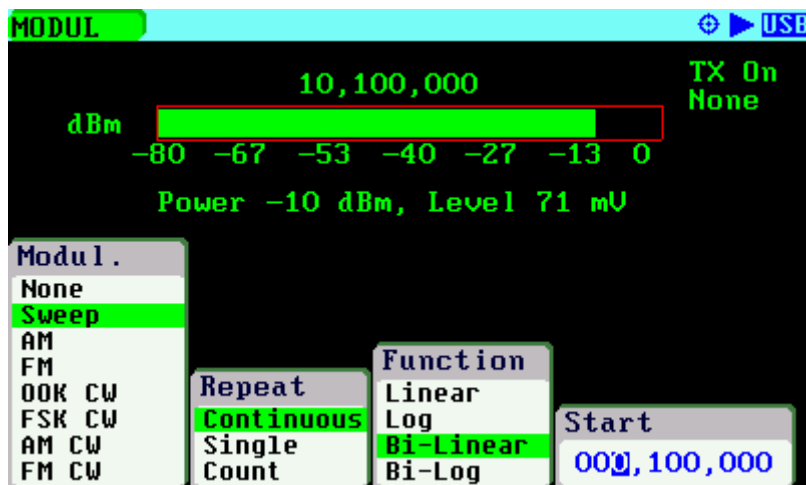 MODUL USB
10,100,000
TX On
None
dBm
-80 -67 -53 -40 -27 -13 0
Power -10 dBm, Level 71 mV
Modul.
None
Sweep
AM
FM
OOK CW
FSK CW
AM CW
FM CW
Repeat
Continuous
Single
Count
Function
Linear
Log
Bi-Linear
Bi-Log
Start
000,100,000